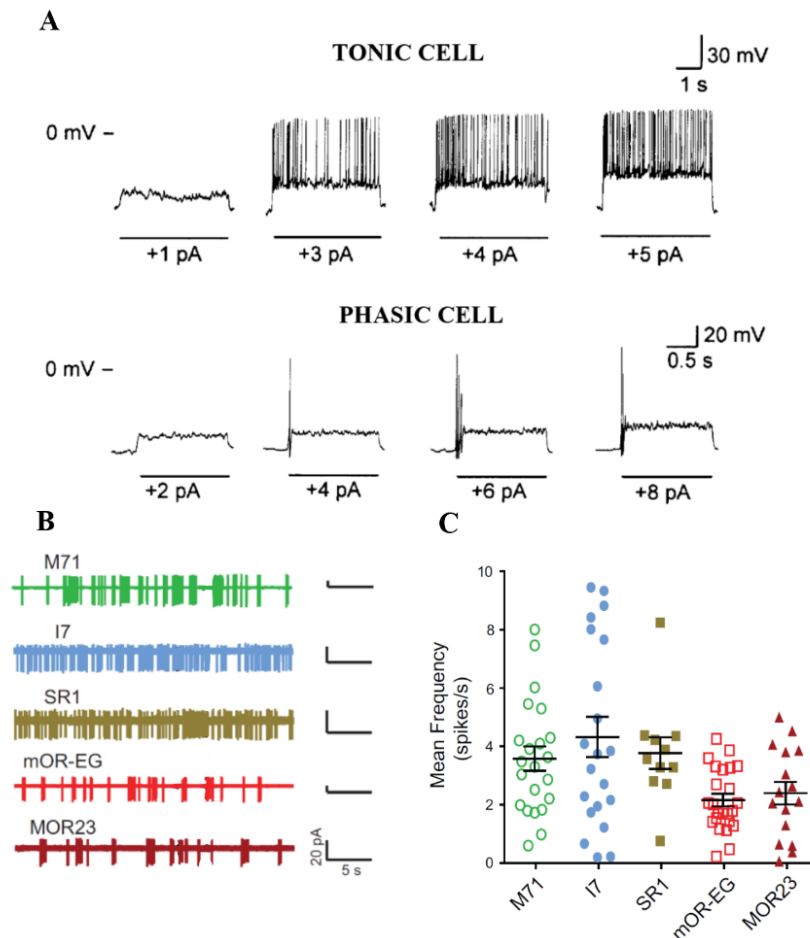 A
TONIC CELL
30 mV
1 s
0 mV –
+1 pA
+3 pA
+4 pA
+5 pA
PHASIC CELL
20 mV
0.5 s
0 mV –
+2 pA
+4 pA
+6 pA
+8 pA
B
M71
I7
SR1
mOR-EG
MOR23
20 pA
5 s
C
Mean Frequency
(spikes/s)
10
8
6
4
2
0
M71
I7
SR1
mOR-EG
MOR23